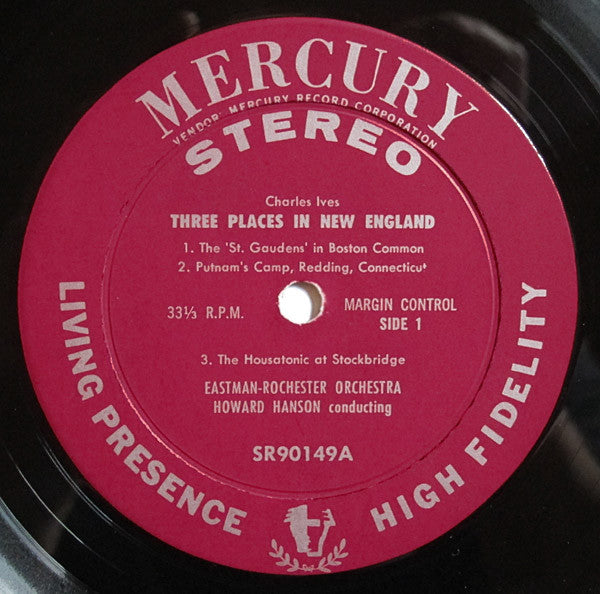 MERCURY
VENDOR: MERCURY RECORD CORPORATION
STEREO
Charles Ives
THREE PLACES IN NEW ENGLAND
1. The 'St. Gaudens' in Boston Common
2. Putnam's Camp, Redding, Connecticut
33⅓ R.P.M.
MARGIN CONTROL
SIDE 1
3. The Housatonic at Stockbridge
EASTMAN-ROCHESTER ORCHESTRA
HOWARD HANSON conducting
SR90149A
LIVING PRESENCE
HIGH FIDELITY